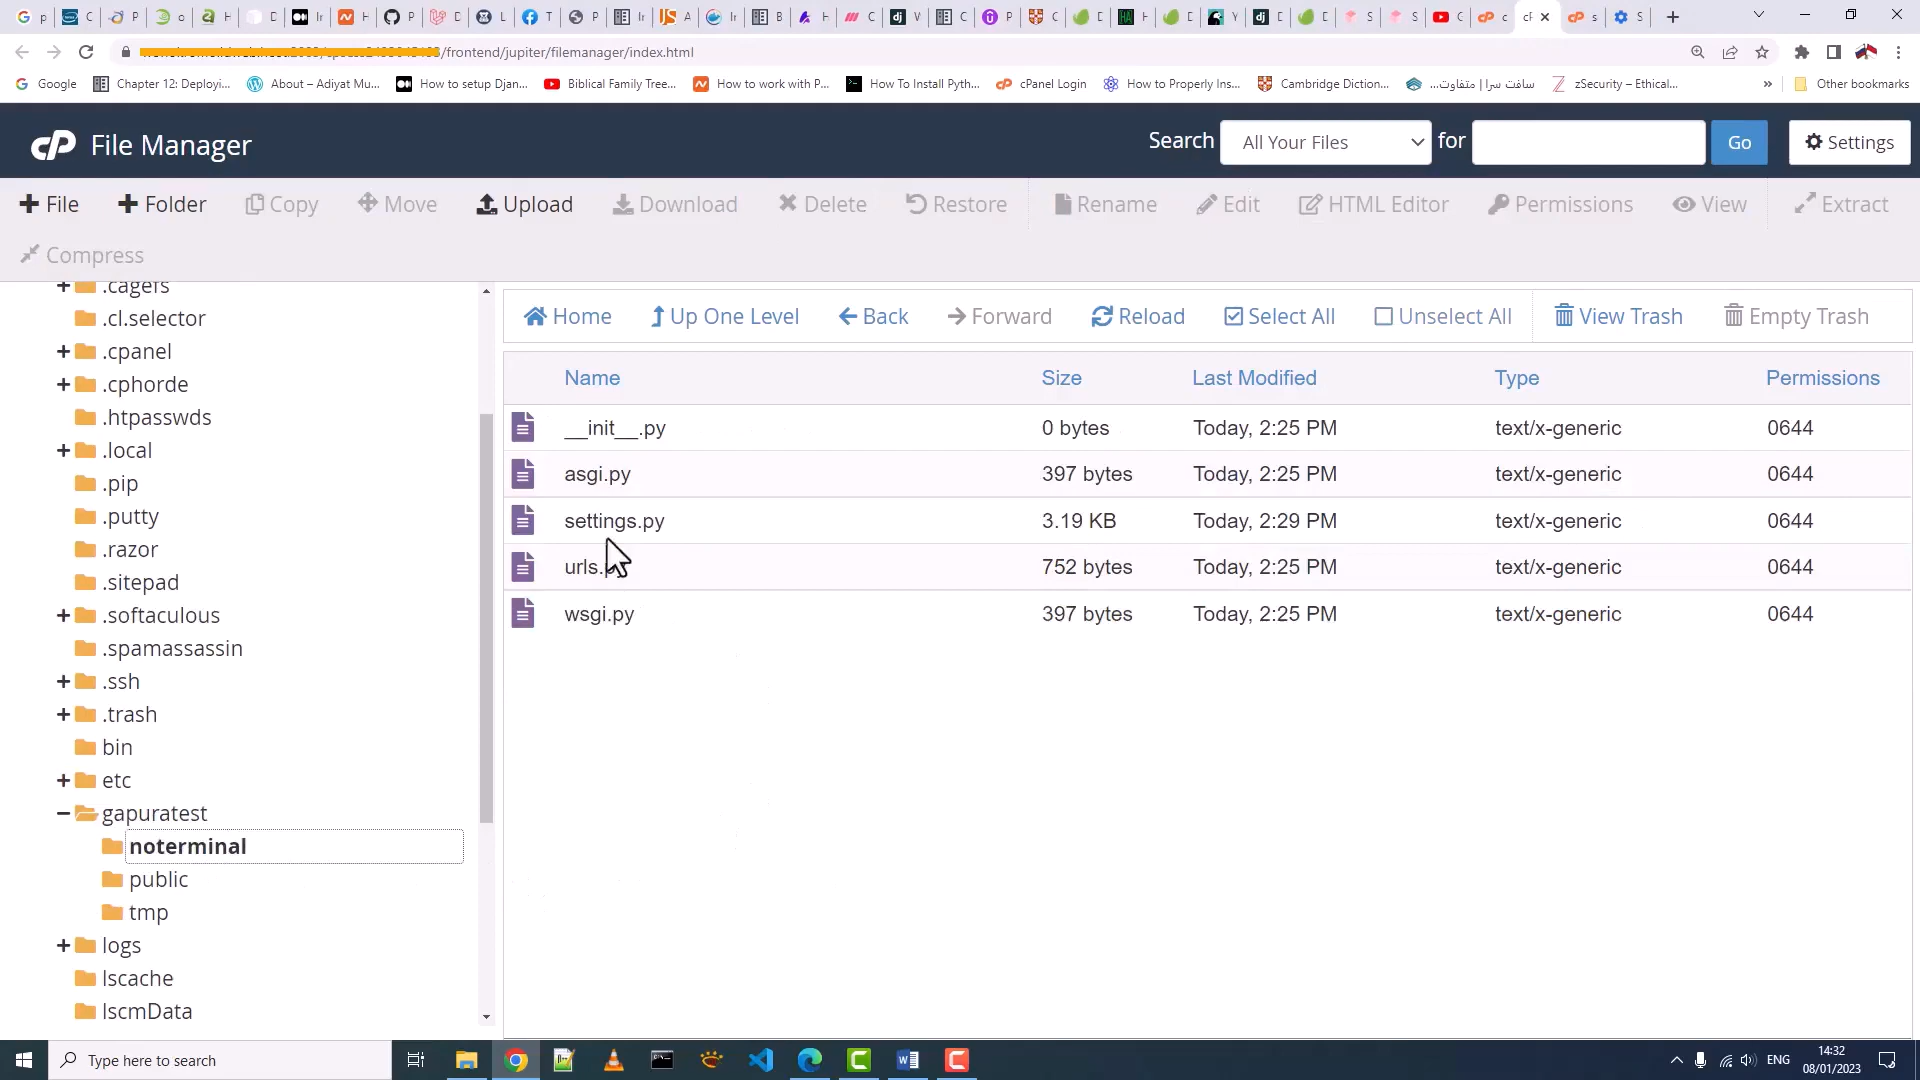 /frontend/jupiter/filemanager/index.html
Google
Chapter 12: Deployi...
About – Adiyat Mu...
How to setup Djan...
Biblical Family Tree...
How to work with P...
How To Install Pyth...
cPanel Login
How to Properly Ins...
Cambridge Diction...
سافت سرا | متفاوت...
zSecurity – Ethical...
»
Other bookmarks
cP File Manager
Search All Your Files for Go Settings
File Folder Copy Move Upload Download Delete Restore Rename Edit HTML Editor Permissions View Extract
Compress
Home Up One Level Back Forward Reload Select All Unselect All View Trash Empty Trash
.cagefs
.cl.selector
.cpanel
.cphorde
.htpasswds
.local
.pip
.putty
.razor
.sitepad
.softaculous
.spamassassin
.ssh
.trash
bin
etc
gapuratest
noterminal
public
tmp
logs
lscache
lscmData
Name Size Last Modified Type Permissions
__init__.py 0 bytes Today, 2:25 PM text/x-generic 0644
asgi.py 397 bytes Today, 2:25 PM text/x-generic 0644
settings.py 3.19 KB Today, 2:29 PM text/x-generic 0644
urls.py 752 bytes Today, 2:25 PM text/x-generic 0644
wsgi.py 397 bytes Today, 2:25 PM text/x-generic 0644
Type here to search
ENG
14:32
08/01/2023